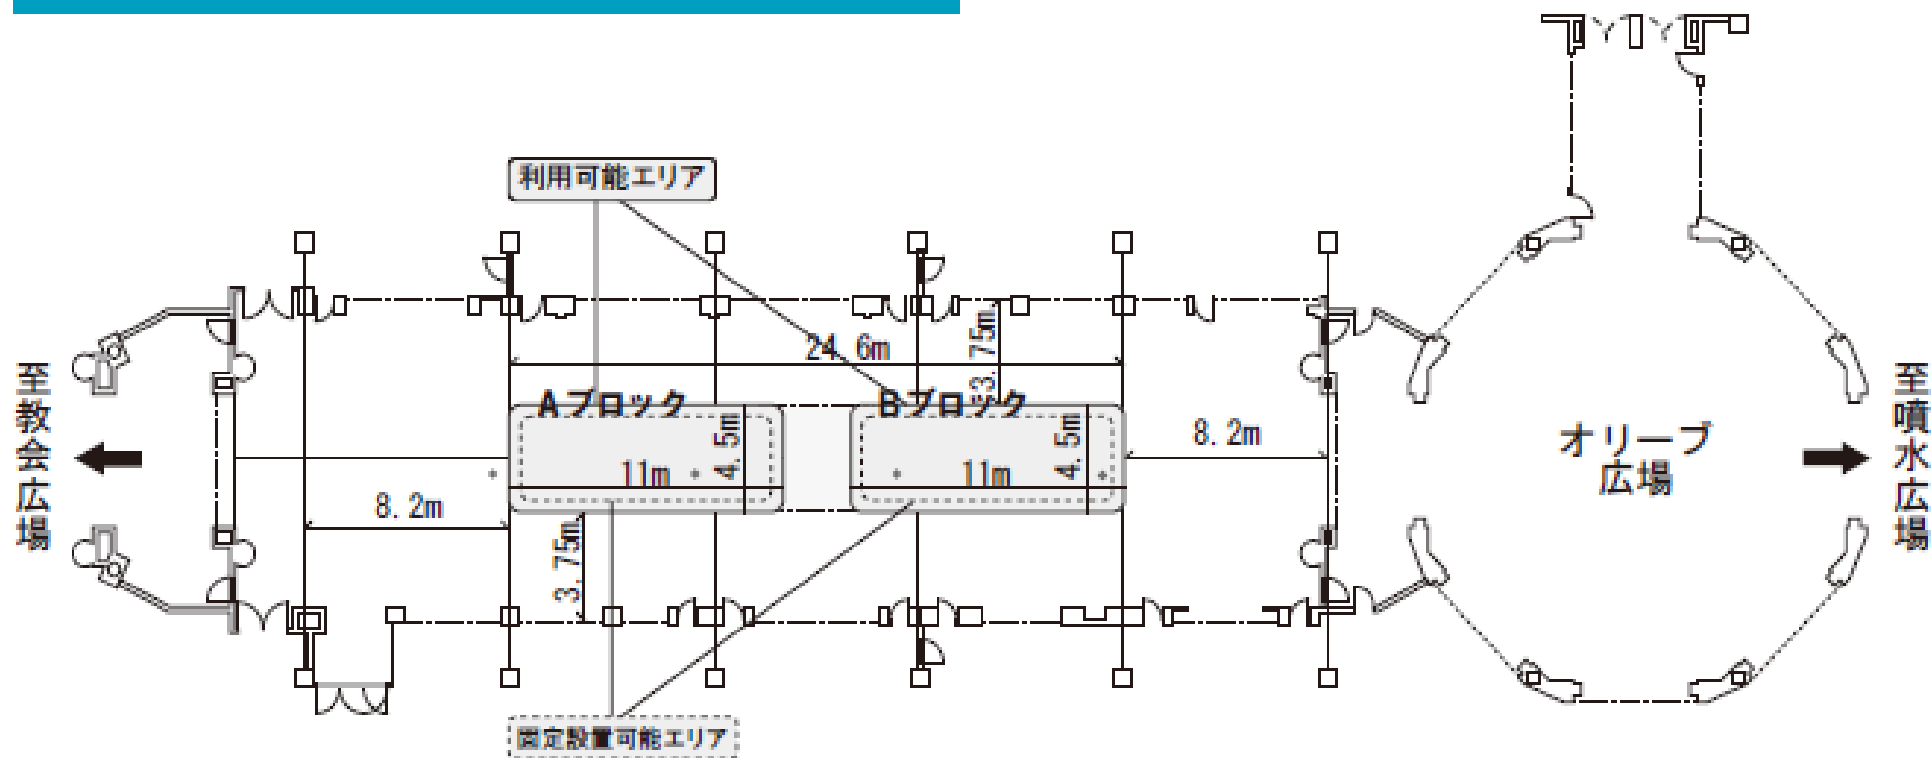 利用可能エリア
24.6m
3.75m
Aブロック
Bブロック
4.5m
4.5m
11m
11m
8.2m
8.2m
3.75m
至教会広場
オリーブ
広場
至噴水広場
固定設置可能エリア